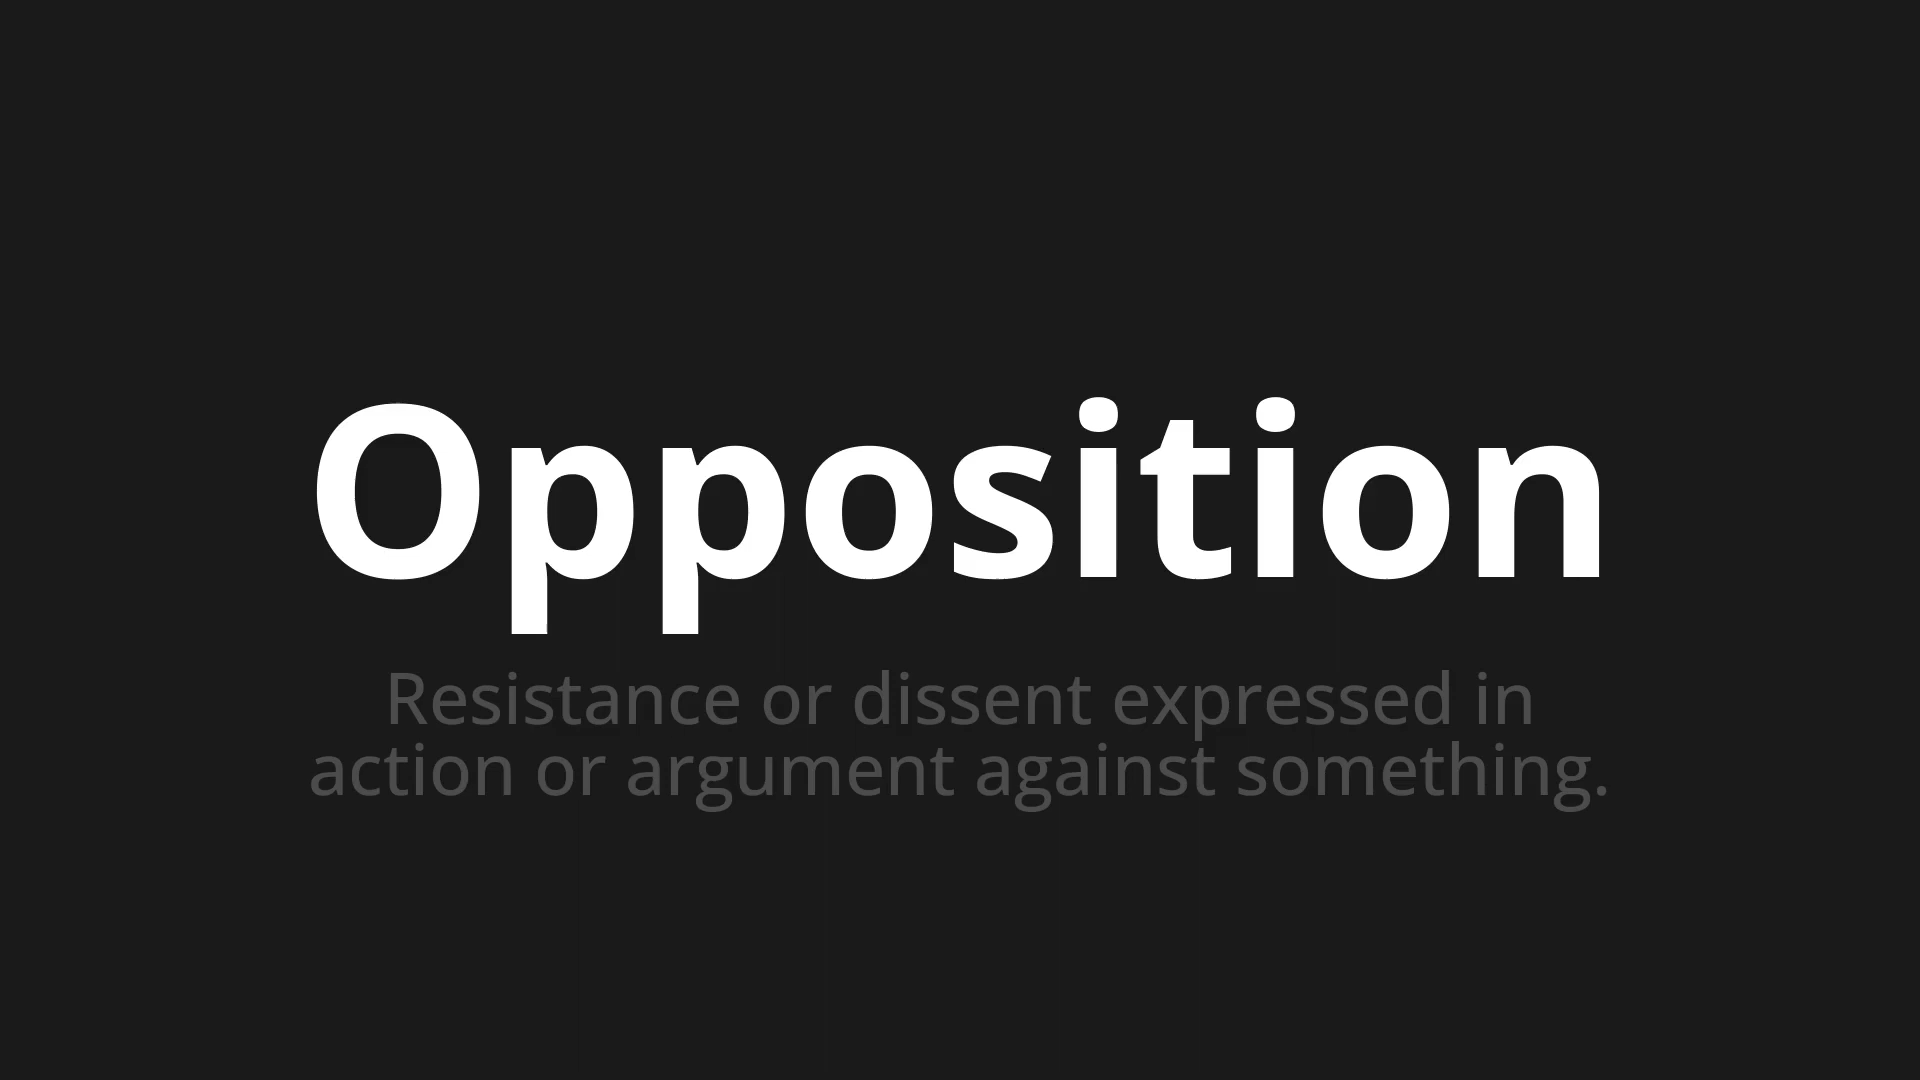 Opposition
Resistance or dissent expressed in
action or argument against something.